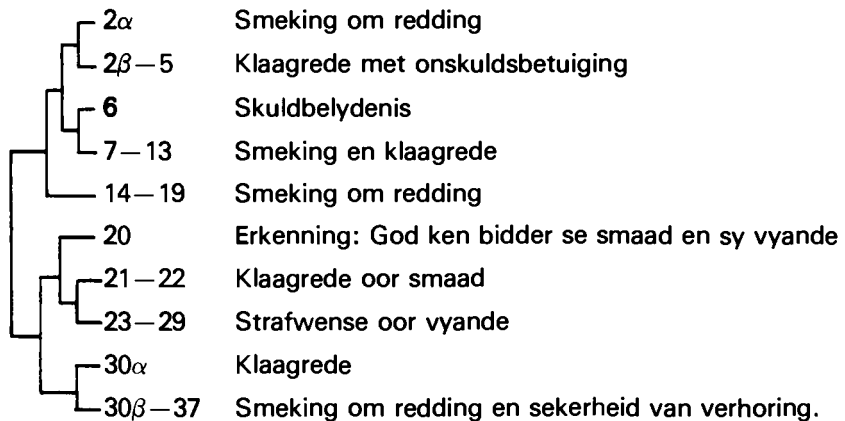 2α Smeking om redding
2β–5 Klaagrede met onskuldsbetuiging
6 Skuldbelydenis
7–13 Smeking en klaagrede
14–19 Smeking om redding
20 Erkenning: God ken bidder se smaad en sy vyande
21–22 Klaagrede oor smaad
23–29 Strafwense oor vyande
30α Klaagrede
30β–37 Smeking om redding en sekerheid van verhoring.